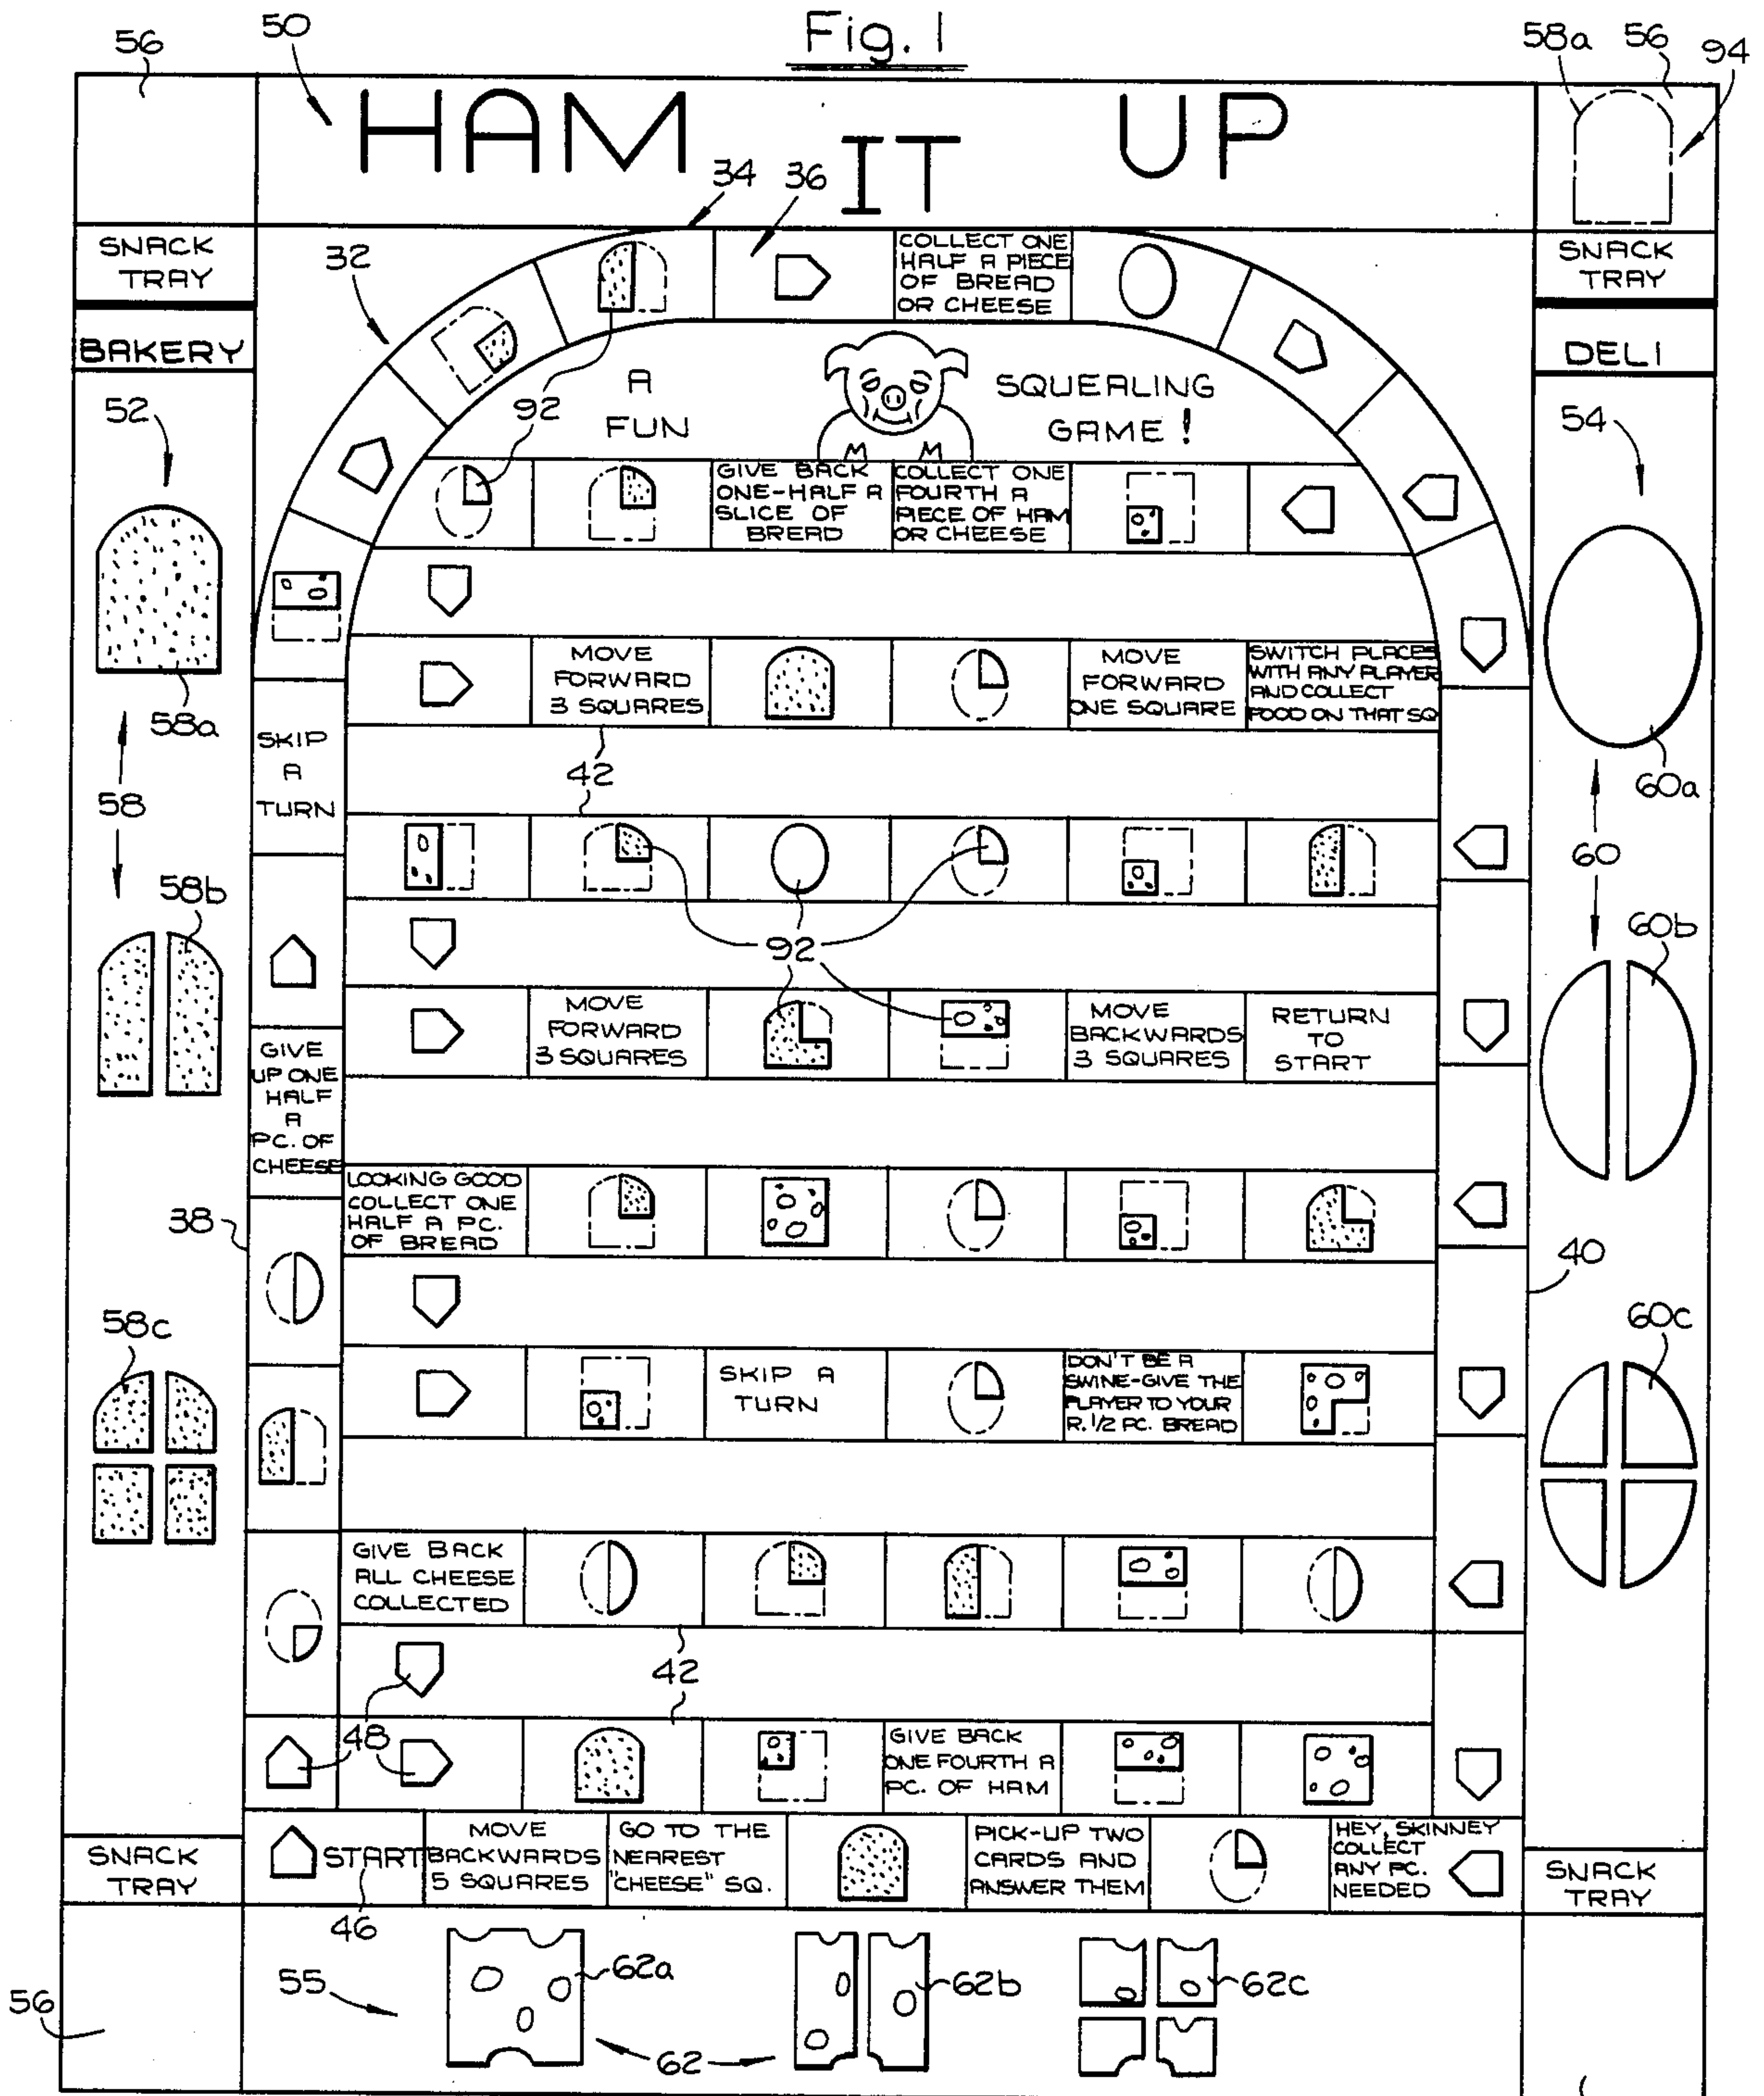 Fig. 1
50
56
58a
56
94
HAM IT UP
34
36
32
SNACK
TRAY
SNACK
TRAY
COLLECT ONE
HALF A PIECE
OF BREAD
OR CHEESE
BAKERY
DELI
A
FUN
SQUEALING
GAME!
92
52
54
GIVE BACK
ONE-HALF A
SLICE OF
BREAD
COLLECT ONE
FOURTH A
PIECE OF HAM
OR CHEESE
58a
MOVE
FORWARD
3 SQUARES
MOVE
FORWARD
ONE SQUARE
SWITCH PLACES
WITH ANY PLAYER
AND COLLECT
FOOD ON THAT SQ
SKIP
A
TURN
42
58
60a
60
58b
92
60b
MOVE
FORWARD
3 SQUARES
MOVE
BACKWARDS
3 SQUARES
RETURN
TO
START
GIVE
UP ONE
HALF
A
PC. OF
CHEESE
LOOKING GOOD
COLLECT ONE
HALF A PC.
OF BREAD
38
40
58c
60c
SKIP A
TURN
DON'T BE A
SWINE-GIVE THE
PLAYER TO YOUR
R. 1/2 PC. BREAD
GIVE BACK
ALL CHEESE
COLLECTED
42
48
GIVE BACK
ONE FOURTH A
PC. OF HAM
START
MOVE
BACKWARDS
5 SQUARES
GO TO THE
NEAREST
"CHEESE" SQ.
PICK-UP TWO
CARDS AND
ANSWER THEM
HEY, SKINNEY
COLLECT
ANY PC.
NEEDED
SNACK
TRAY
SNACK
TRAY
46
55
62a
62b
62c
56
62